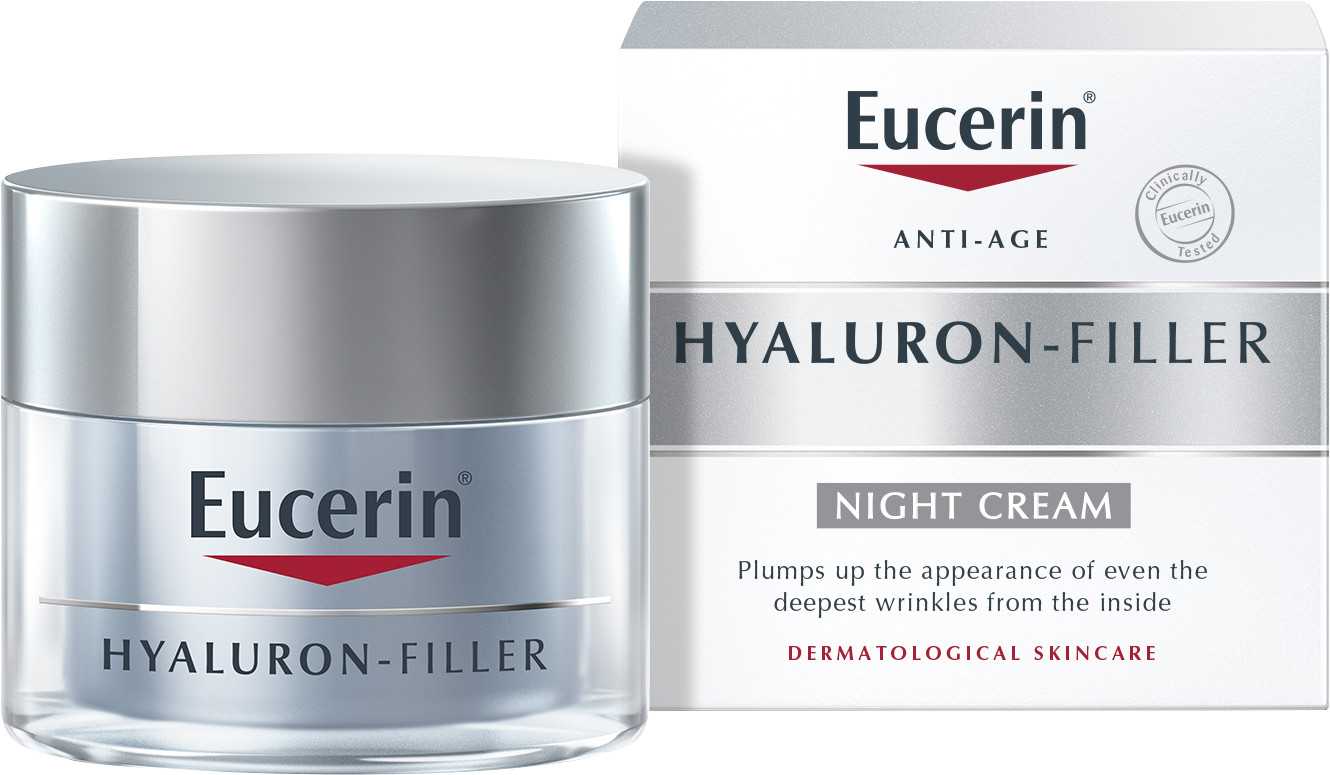 Eucerin®
HYALURON-FILLER
Eucerin®
ANTI-AGE
Clinically
Eucerin
Tested
HYALURON-FILLER
NIGHT CREAM
Plumps up the appearance of even the
deepest wrinkles from the inside
DERMATOLOGICAL SKINCARE